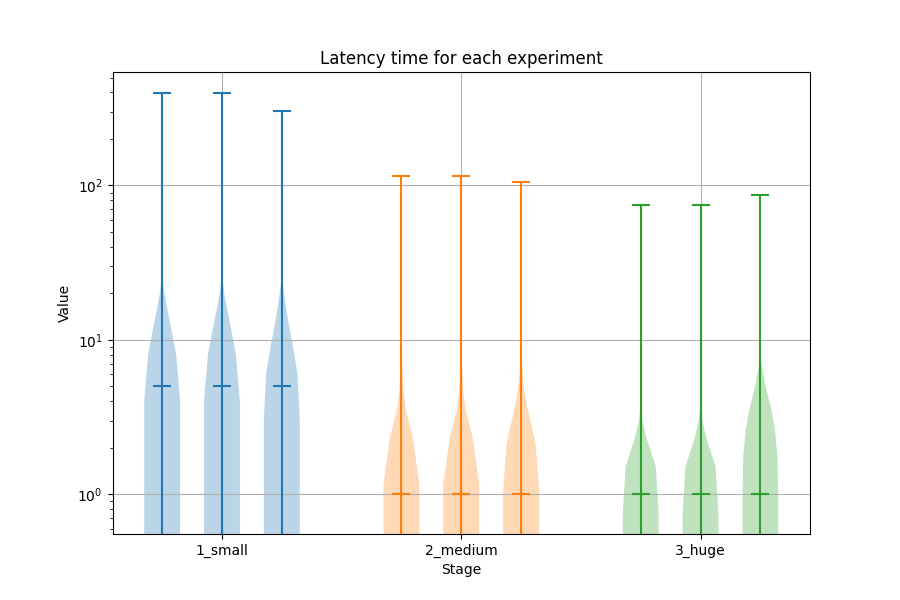 Latency time for each experiment
Value
10²
10¹
10⁰
1_small
2_medium
3_huge
Stage